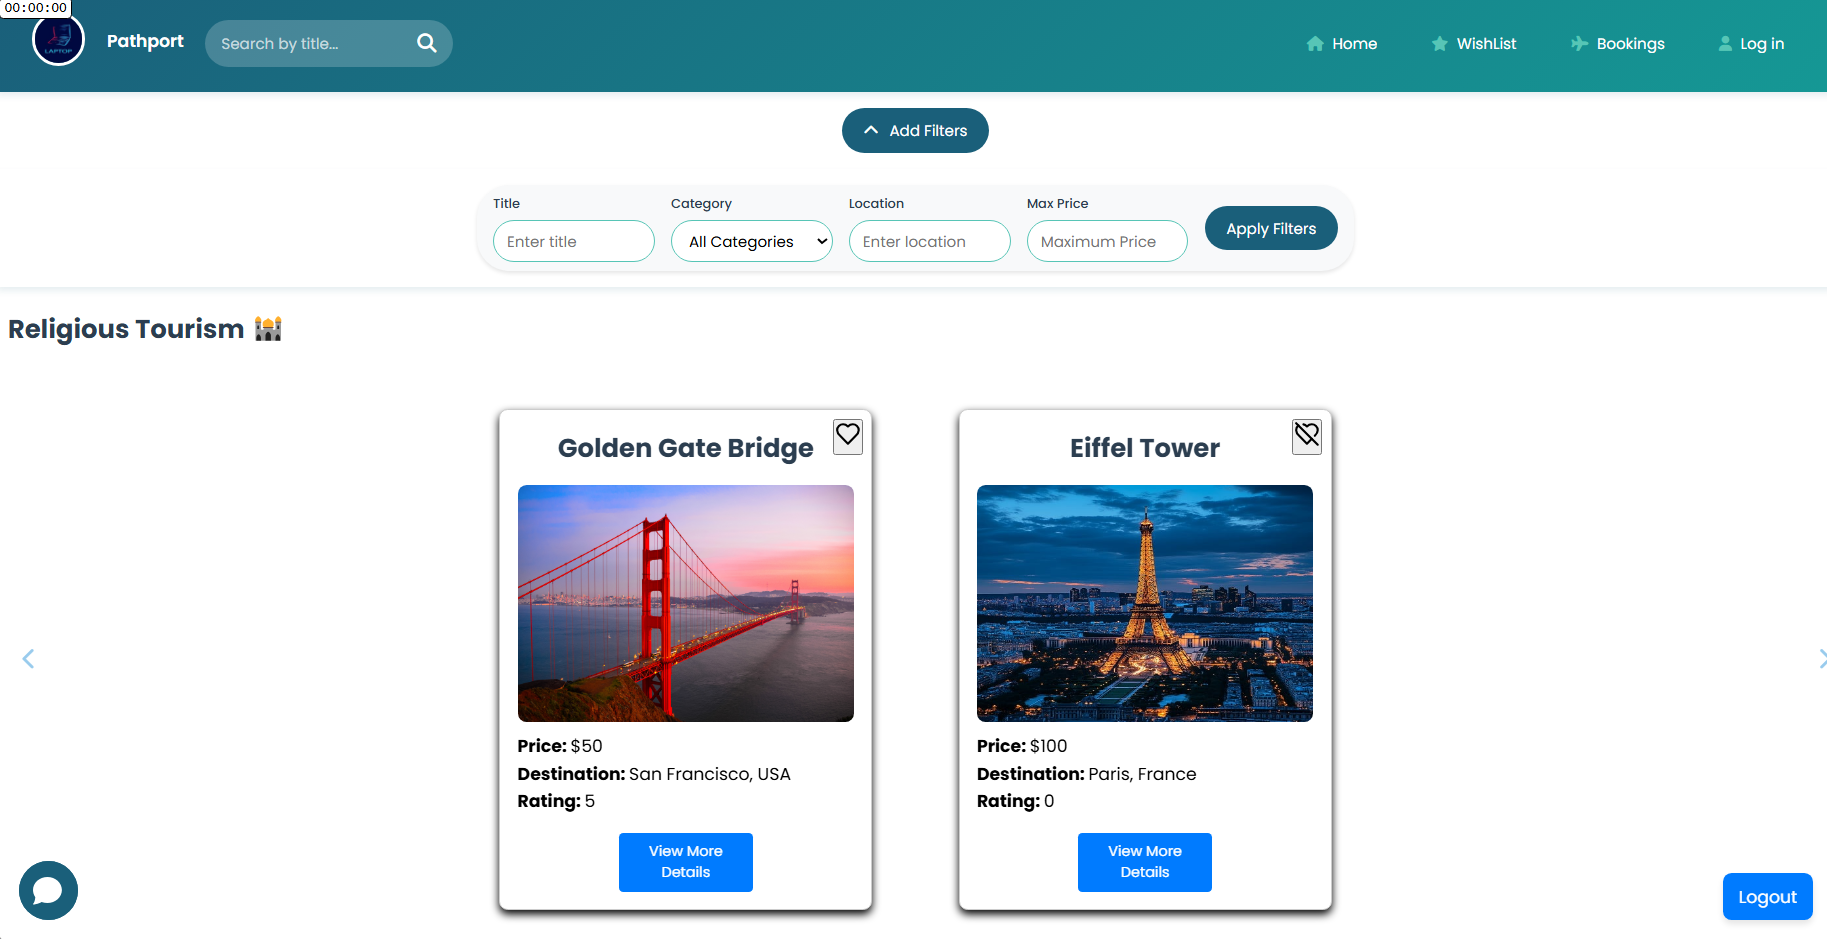 00:00:00
LAPTOP
Pathport
Search by title...
Home
WishList
Bookings
Log in
Add Filters
Title
Category
Location
Max Price
Enter title
All Categories
Enter location
Maximum Price
Apply Filters
Religious Tourism
Golden Gate Bridge
Price: $50
Destination: San Francisco, USA
Rating: 5
View More
Details
Eiffel Tower
Price: $100
Destination: Paris, France
Rating: 0
View More
Details
Logout